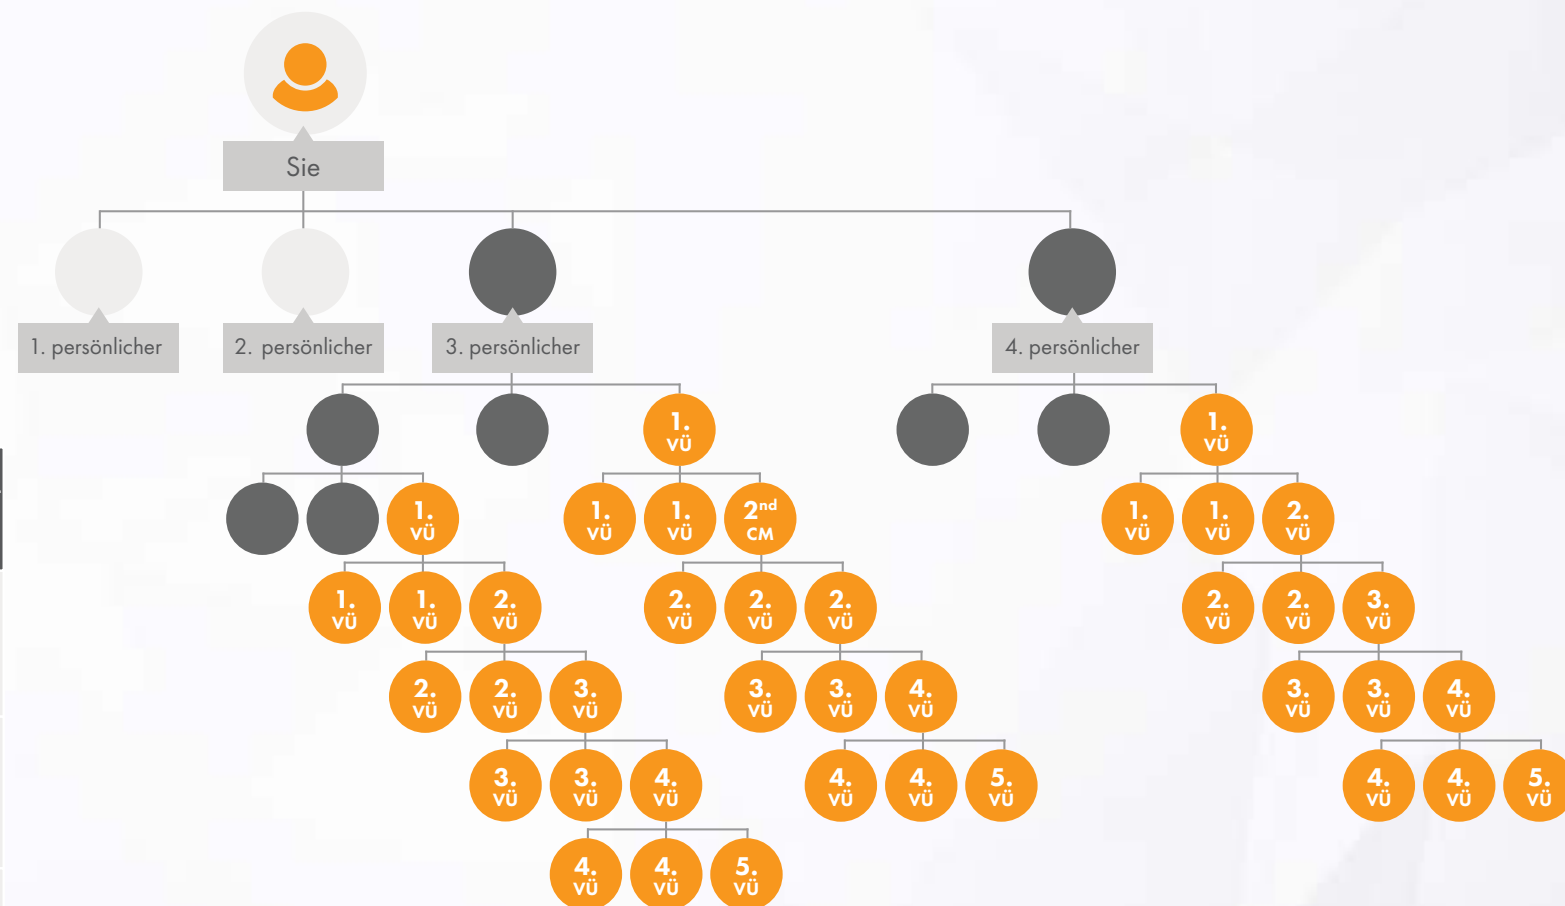 Sie
1. persönlicher
2. persönlicher
3. persönlicher
4. persönlicher
1.
VÜ
1.
VÜ
1.
VÜ
1.
VÜ
1.
VÜ
2nd
CM
1.
VÜ
1.
VÜ
2.
VÜ
1.
VÜ
1.
VÜ
2.
VÜ
2.
VÜ
2.
VÜ
2.
VÜ
2.
VÜ
2.
VÜ
3.
VÜ
2.
VÜ
2.
VÜ
3.
VÜ
3.
VÜ
3.
VÜ
4.
VÜ
3.
VÜ
3.
VÜ
4.
VÜ
3.
VÜ
3.
VÜ
4.
VÜ
4.
VÜ
4.
VÜ
5.
VÜ
4.
VÜ
4.
VÜ
5.
VÜ
4.
VÜ
4.
VÜ
5.
VÜ